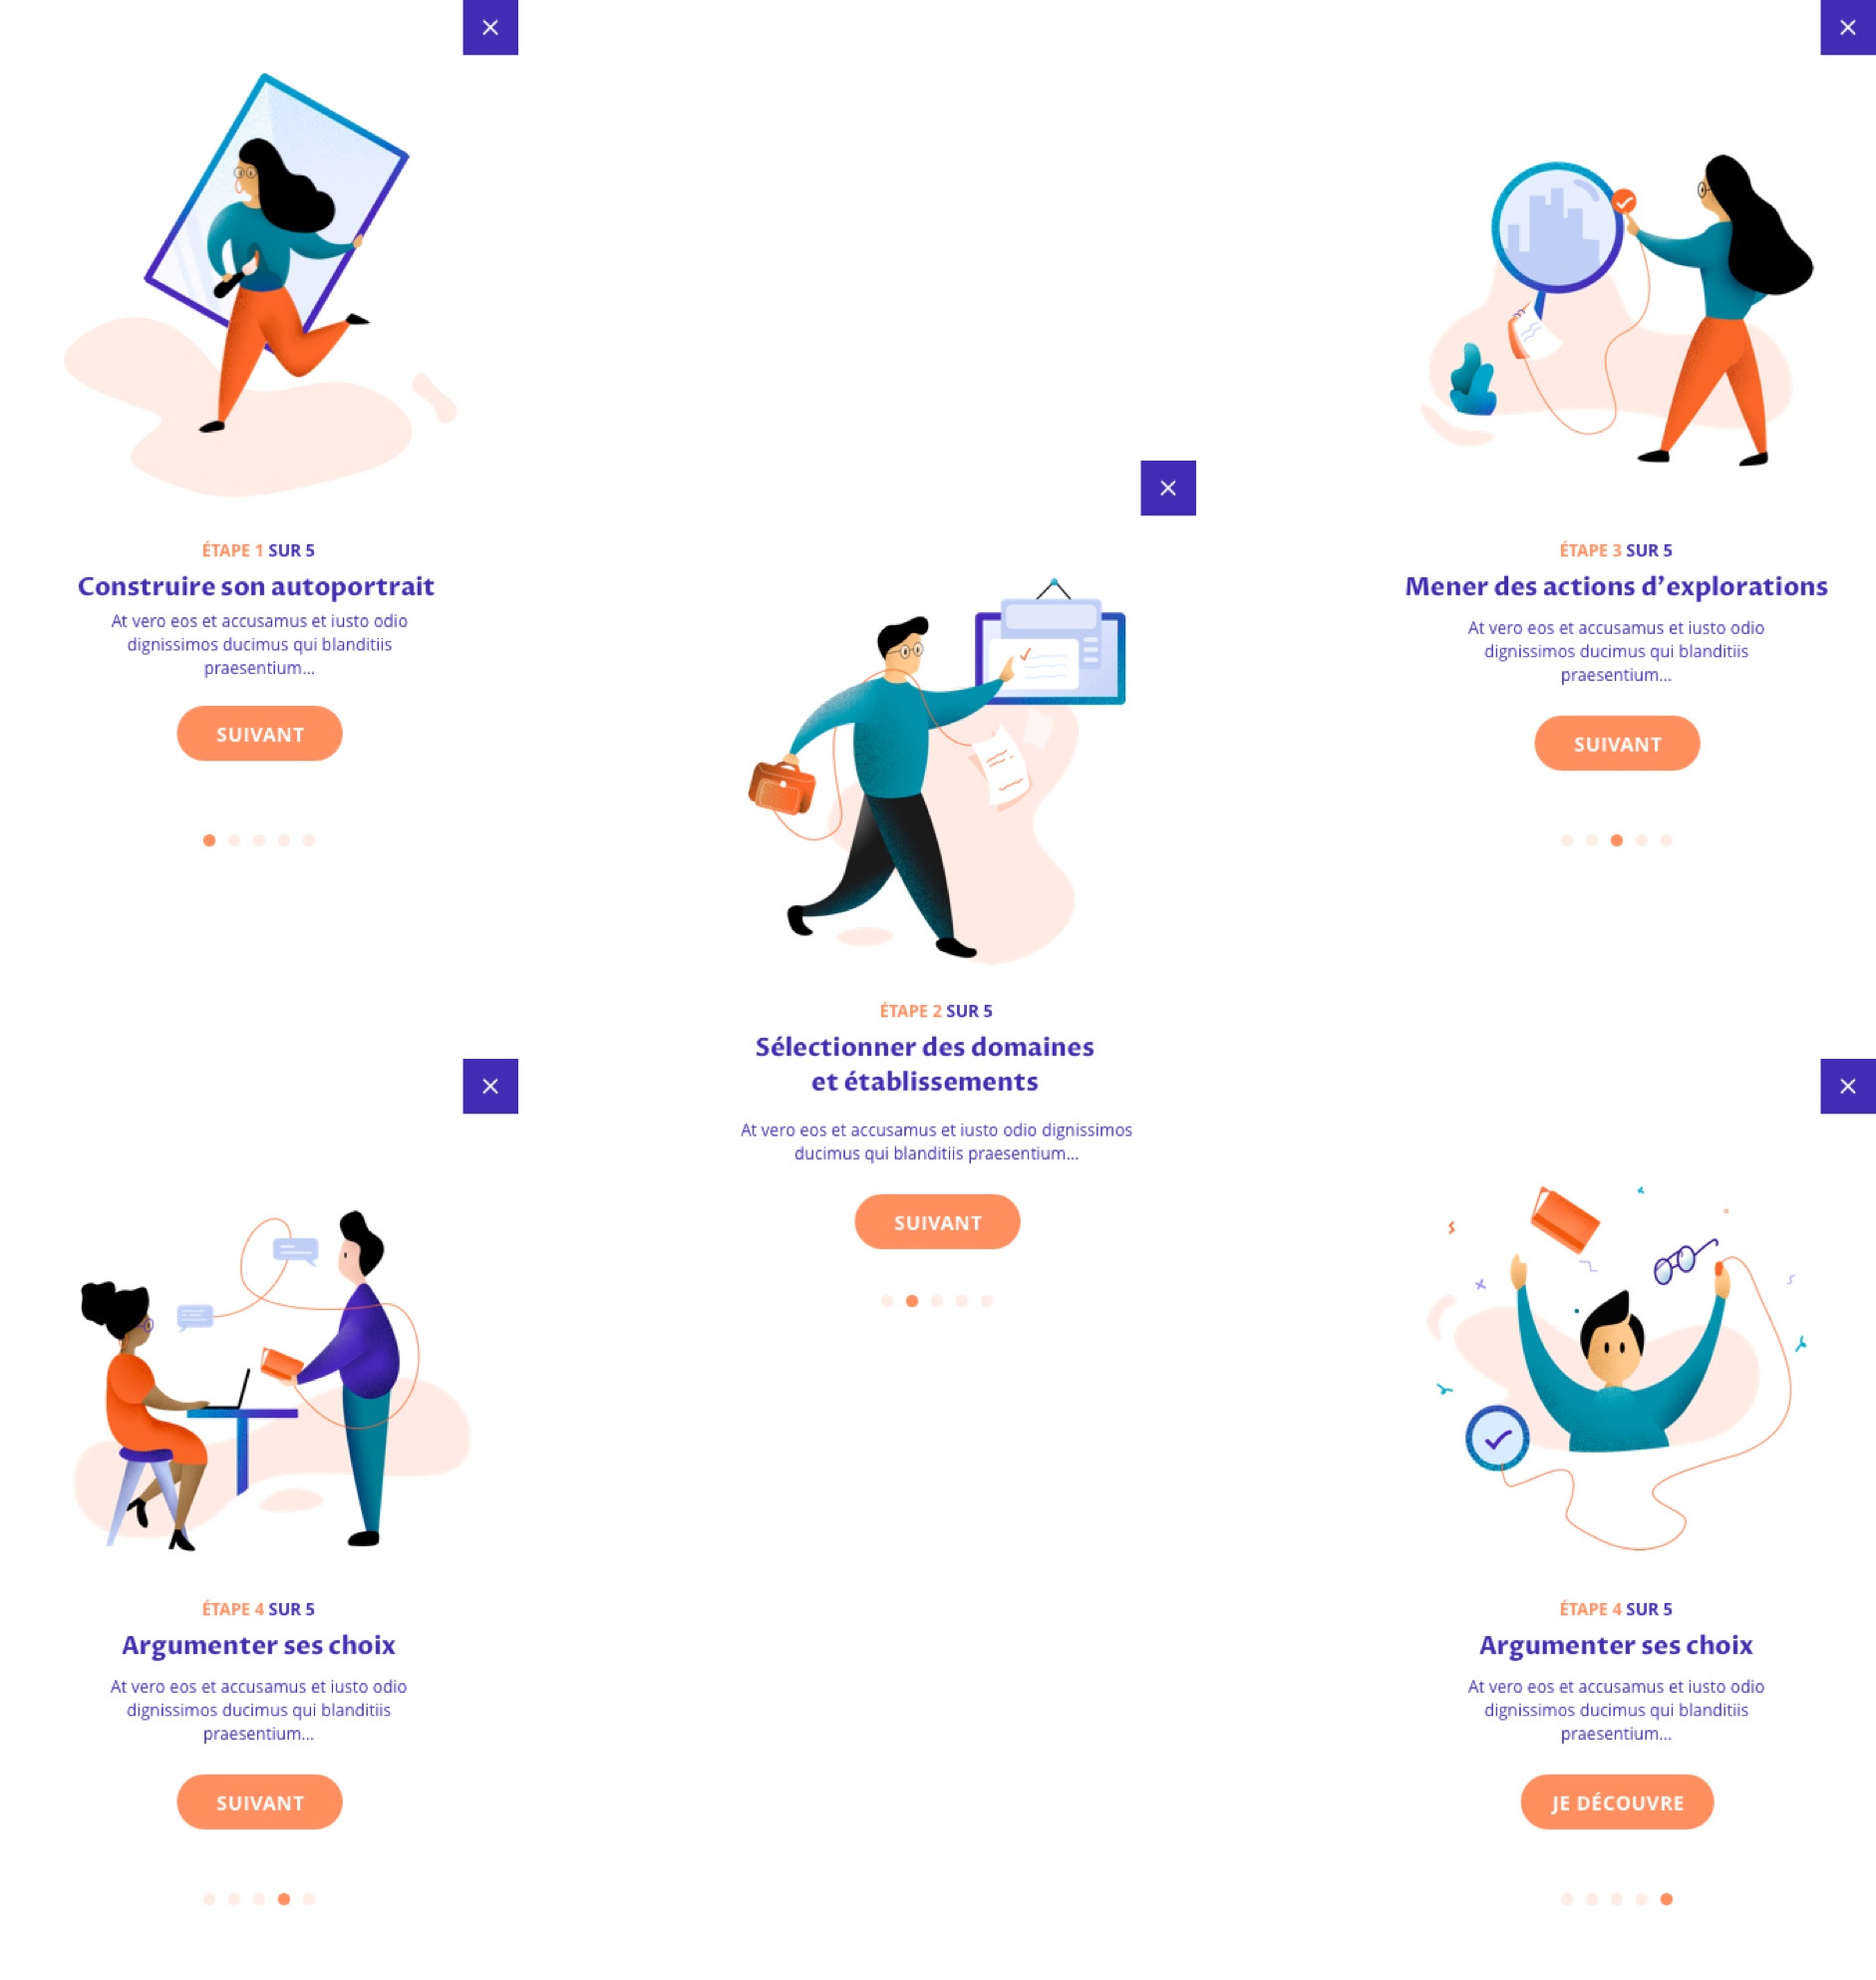 ÉTAPE 1 SUR 5
Construire son autoportrait
At vero eos et accusamus et iusto odio
dignissimos ducimus qui blanditiis
praesentium...
SUIVANT
ÉTAPE 2 SUR 5
Sélectionner des domaines
et établissements
At vero eos et accusamus et iusto odio dignissimos
ducimus qui blanditiis praesentium...
SUIVANT
ÉTAPE 3 SUR 5
Mener des actions d’explorations
At vero eos et accusamus et iusto odio
dignissimos ducimus qui blanditiis
praesentium...
SUIVANT
ÉTAPE 4 SUR 5
Argumenter ses choix
At vero eos et accusamus et iusto odio
dignissimos ducimus qui blanditiis
praesentium...
SUIVANT
ÉTAPE 4 SUR 5
Argumenter ses choix
At vero eos et accusamus et iusto odio
dignissimos ducimus qui blanditiis
praesentium...
JE DÉCOUVRE